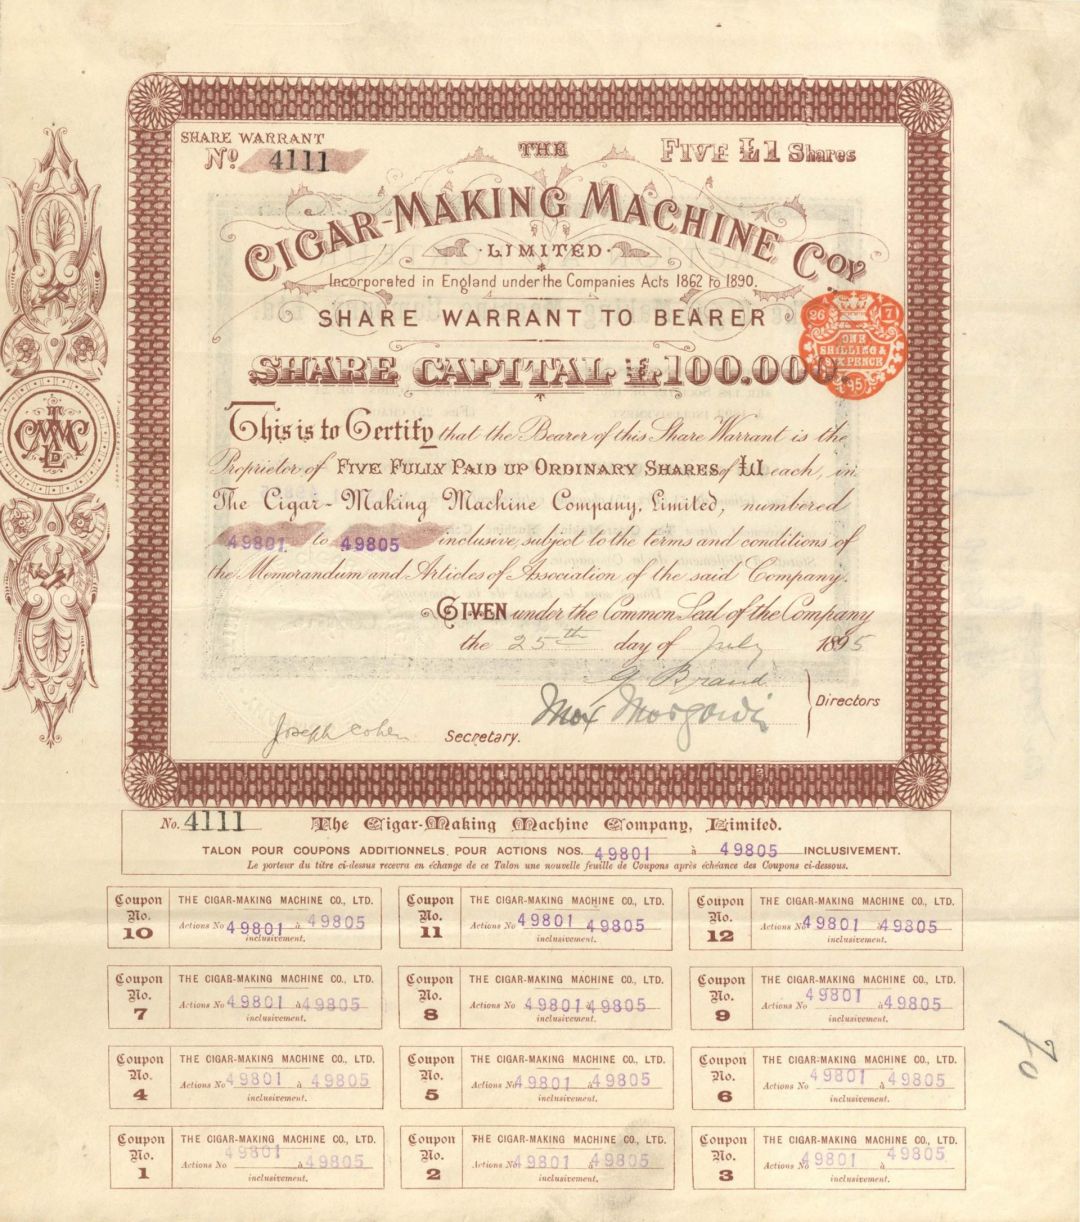 SHARE WARRANT
No 4111
THE
FIVE £1 Shares
CIGAR-MAKING MACHINE COY
LIMITED
Incorporated in England under the Companies Acts 1862 to 1890.
SHARE WARRANT TO BEARER
SHARE CAPITAL £100.000.
26 7
ONE
SHILLING &
SIXPENCE
95
This is to Certify that the Bearer of this Share Warrant is the
Proprietor of FIVE FULLY PAID UP ORDINARY SHARES of £1 each, in
The Cigar-Making Machine Company, Limited, numbered
49801. to 49805 inclusive, subject to the terms and conditions of
the Memorandum and Articles of Association of the said Company.
GIVEN under the Common Seal of the Company
the 25th day of July 1895
G Brand
Directors
Joseph Cohen Secretary.
No. 4111 The Cigar-Making Machine Company, Limited.
TALON POUR COUPONS ADDITIONNELS POUR ACTIONS NOS. 49801 à 49805 INCLUSIVEMENT.
Le porteur du titre ci-dessus recevra en échange de ce Talon une nouvelle feuille de Coupons après échéance des Coupons ci-dessous.
Coupon No. 10
THE CIGAR-MAKING MACHINE CO., LTD.
Actions No 49801 à 49805
inclusivement.
Coupon No. 11
THE CIGAR-MAKING MACHINE CO., LTD.
Actions No 49801 49805
inclusivement.
Coupon No. 12
THE CIGAR-MAKING MACHINE CO., LTD.
Actions No 49801 à 49805
inclusivement.
Coupon No. 7
THE CIGAR-MAKING MACHINE CO., LTD.
Actions No 49801 à 49805
inclusivement.
Coupon No. 8
THE CIGAR-MAKING MACHINE CO., LTD.
Actions No 49801 49805
inclusivement.
Coupon No. 9
THE CIGAR-MAKING MACHINE CO., LTD.
Actions No 49801 à 49805
inclusivement.
Coupon No. 4
THE CIGAR-MAKING MACHINE CO., LTD.
Actions No 49801 à 49805
inclusivement.
Coupon No. 5
THE CIGAR-MAKING MACHINE CO., LTD.
Actions No 49801 à 49805
inclusivement.
Coupon No. 6
THE CIGAR-MAKING MACHINE CO., LTD.
Actions No 49801 à 49805
inclusivement.
Coupon No. 1
THE CIGAR-MAKING MACHINE CO., LTD.
Actions No 49801 à 49805
inclusivement.
Coupon No. 2
THE CIGAR-MAKING MACHINE CO., LTD.
Actions No 49801 à 49805
inclusivement.
Coupon No. 3
THE CIGAR-MAKING MACHINE CO., LTD.
Actions No 49801 à 49805
inclusivement.
70